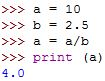 >>> a = 10
>>> b = 2.5
>>> a = a/b
>>> print (a)
4.0